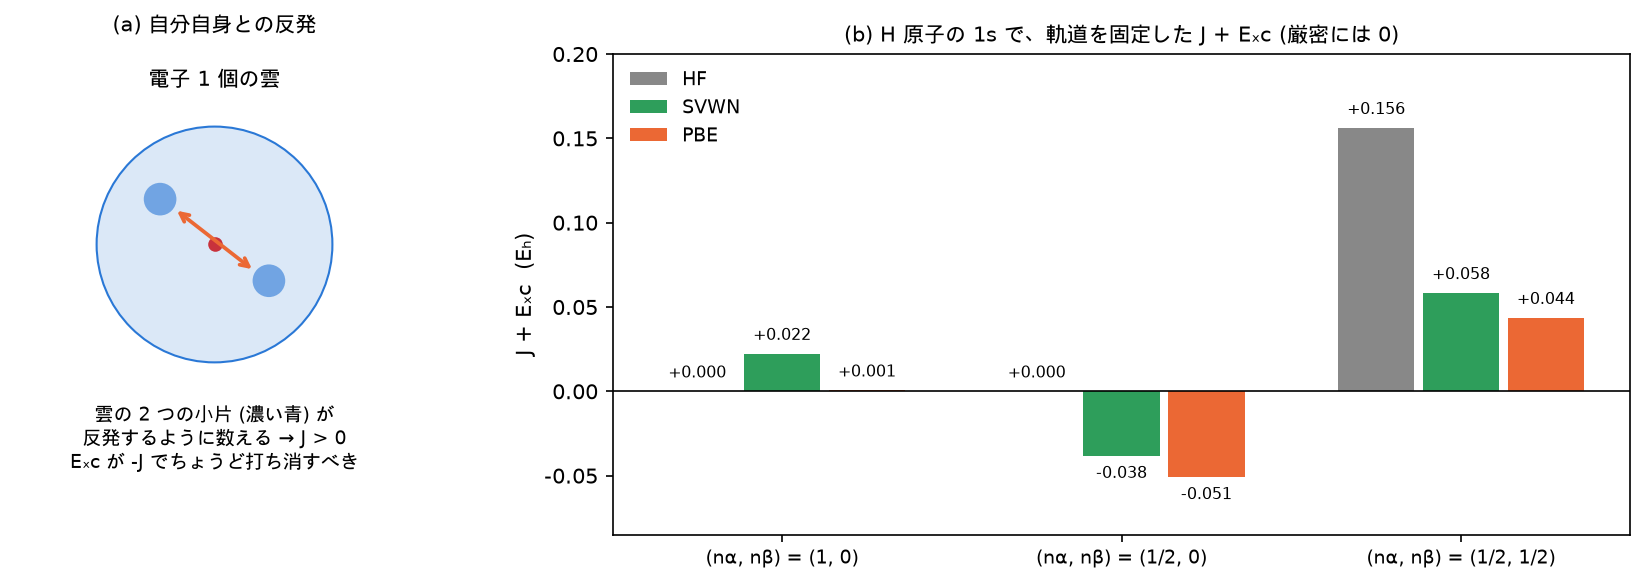 (a) 自分自身との反発
電子 1 個の雲
雲の 2 つの小片 (濃い青) が
反発するように数える → J > 0
Eₓc が -J でちょうど打ち消すべき
(b) H 原子の 1s で、軌道を固定した J + Eₓc (厳密には 0)
J + Eₓc (Eₕ)
0.20
0.15
0.10
0.05
0.00
-0.05
HF
SVWN
PBE
+0.000
+0.022
+0.001
+0.000
-0.038
-0.051
+0.156
+0.058
+0.044
(nα, nβ) = (1, 0)
(nα, nβ) = (1/2, 0)
(nα, nβ) = (1/2, 1/2)